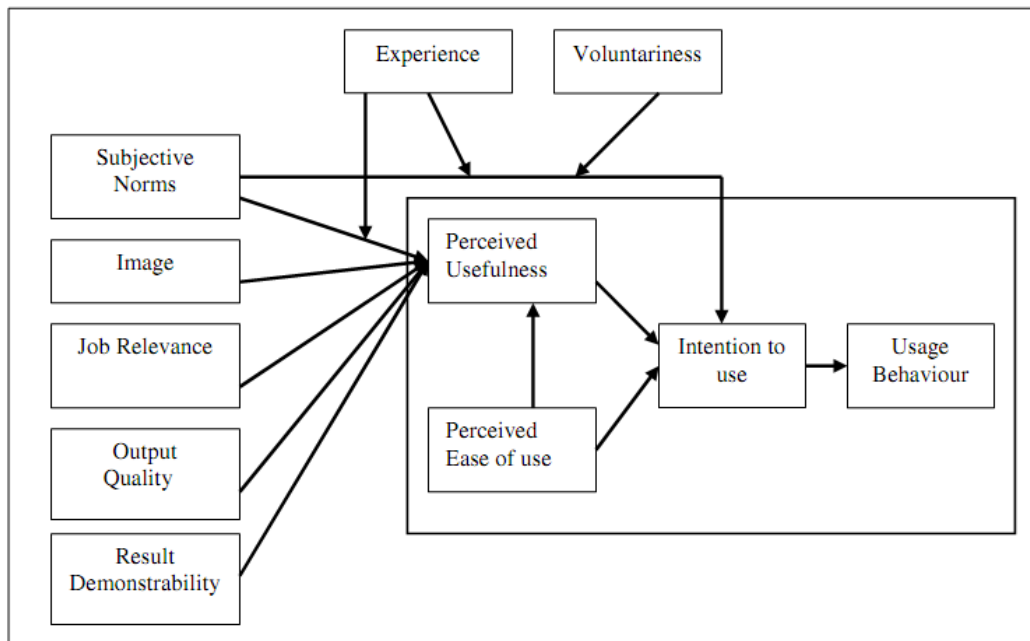 Experience
Voluntariness
Subjective
Norms
Image
Job Relevance
Output
Quality
Result
Demonstrability
Perceived
Usefulness
Perceived
Ease of use
Intention to
use
Usage
Behaviour